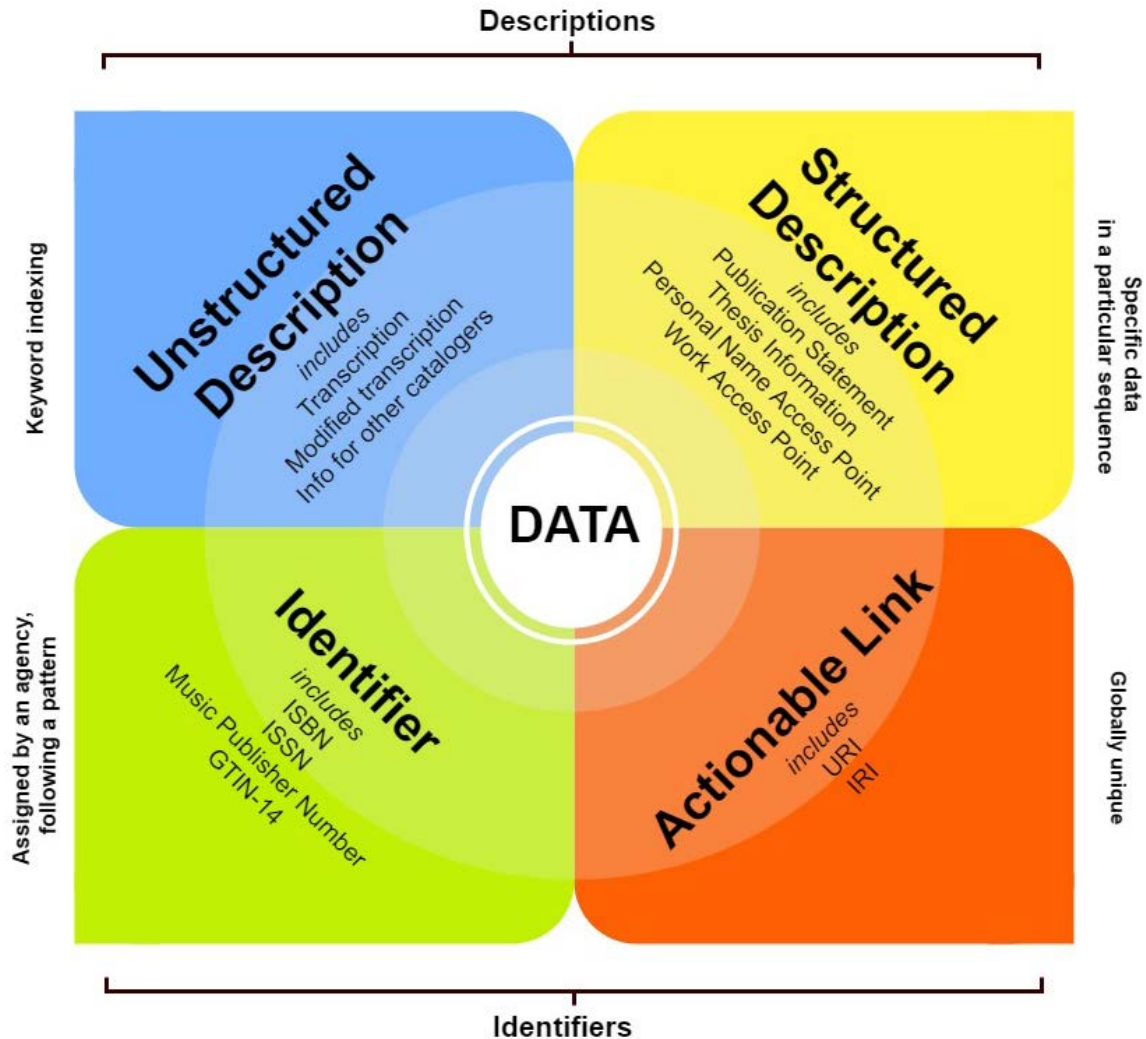 Descriptions
Keyword indexing
Unstructured
Description
includes
Transcription
Modified transcription
Info for other catalogers
Structured
Description
includes
Publication Statement
Thesis Information
Personal Name Access Point
Work Access Point
Specific data
in a particular sequence
DATA
Assigned by an agency,
following a pattern
Identifier
includes
ISBN
ISSN
Music Publisher Number
GTIN-14
Actionable Link
includes
URI
IRI
Globally unique
Identifiers